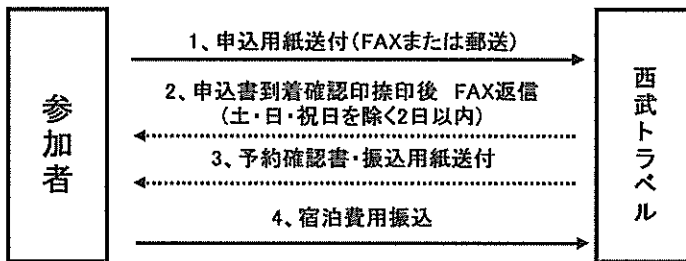 参加者
1、申込用紙送付(FAXまたは郵送)
2、申込書到着確認印捺印後 FAX返信
(土・日・祝日を除く2日以内)
3、予約確認書・振込用紙送付
4、宿泊費用振込
西武トラベル